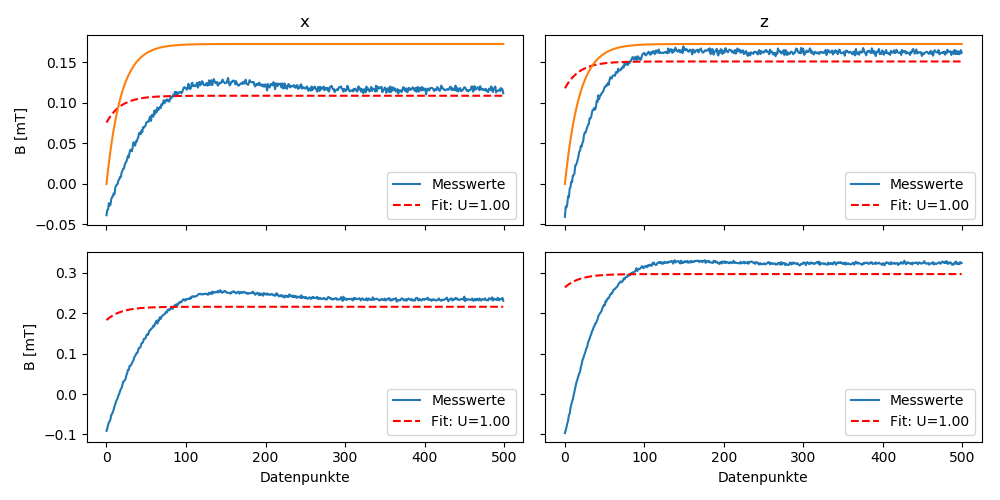 x
z
B [mT]
0.15
0.10
0.05
0.00
−0.05
Messwerte
Fit: U=1.00
Messwerte
Fit: U=1.00
B [mT]
0.3
0.2
0.1
0.0
−0.1
Messwerte
Fit: U=1.00
Messwerte
Fit: U=1.00
0 100 200 300 400 500
0 100 200 300 400 500
Datenpunkte
Datenpunkte